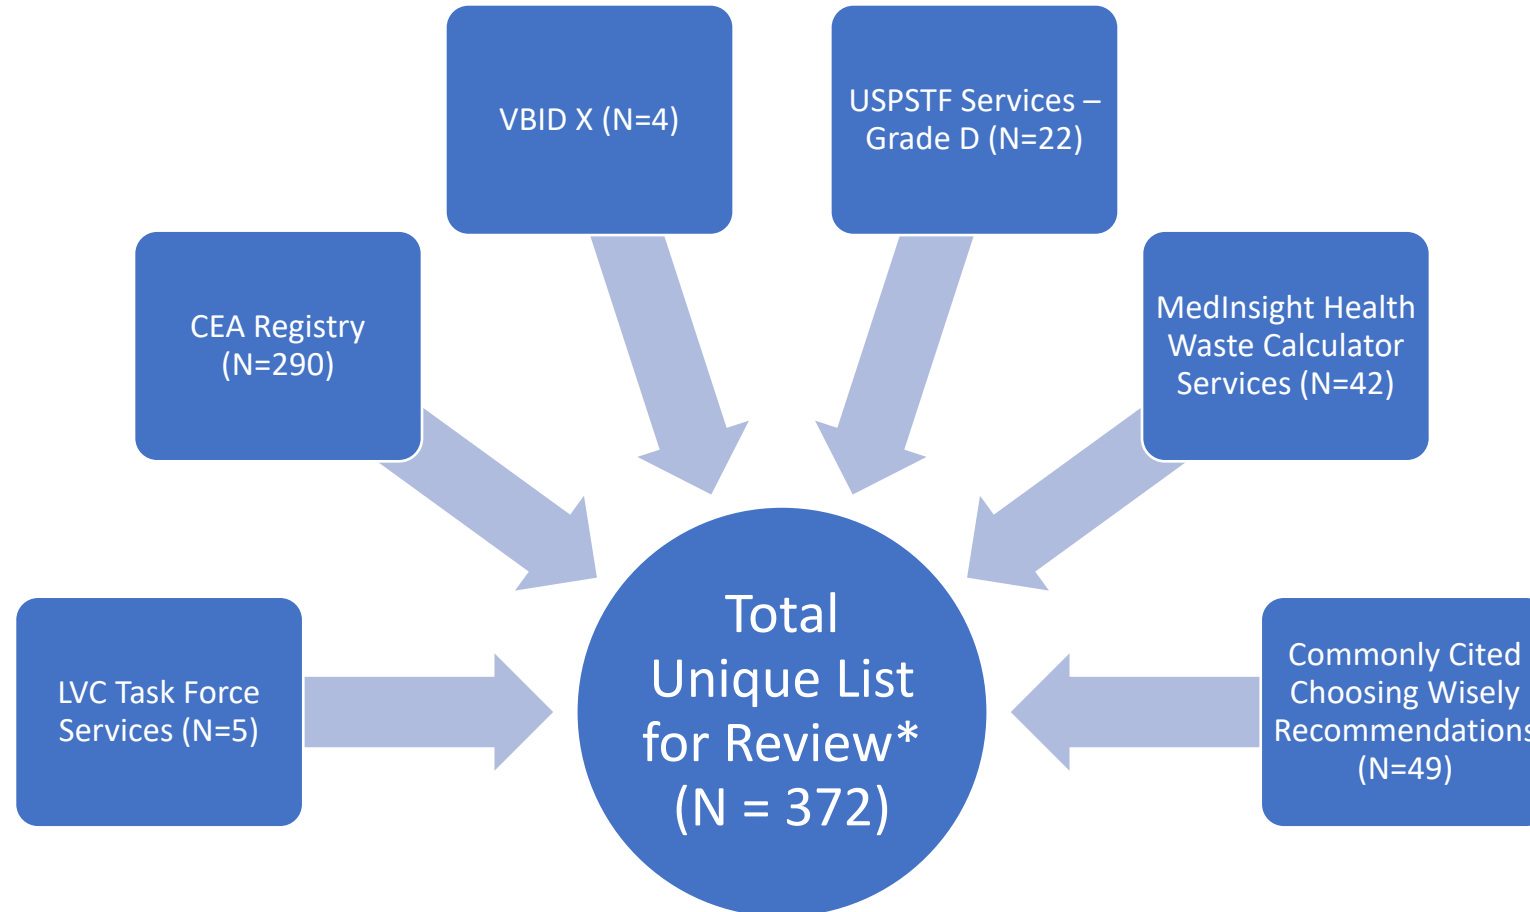 VBID X (N=4)
USPSTF Services –
Grade D (N=22)
CEA Registry
(N=290)
MedInsight Health
Waste Calculator
Services (N=42)
LVC Task Force
Services (N=5)
Total
Unique List
for Review*
(N = 372)
Commonly Cited
Choosing Wisely
Recommendations
(N=49)